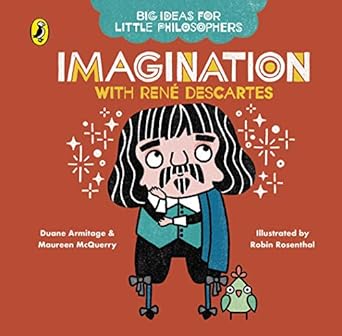 BIG IDEAS FOR
LITTLE PHILOSOPHERS
IMAGINATION
WITH RENÉ DESCARTES
Duane Armitage &
Maureen McQuerry
Illustrated by
Robin Rosenthal